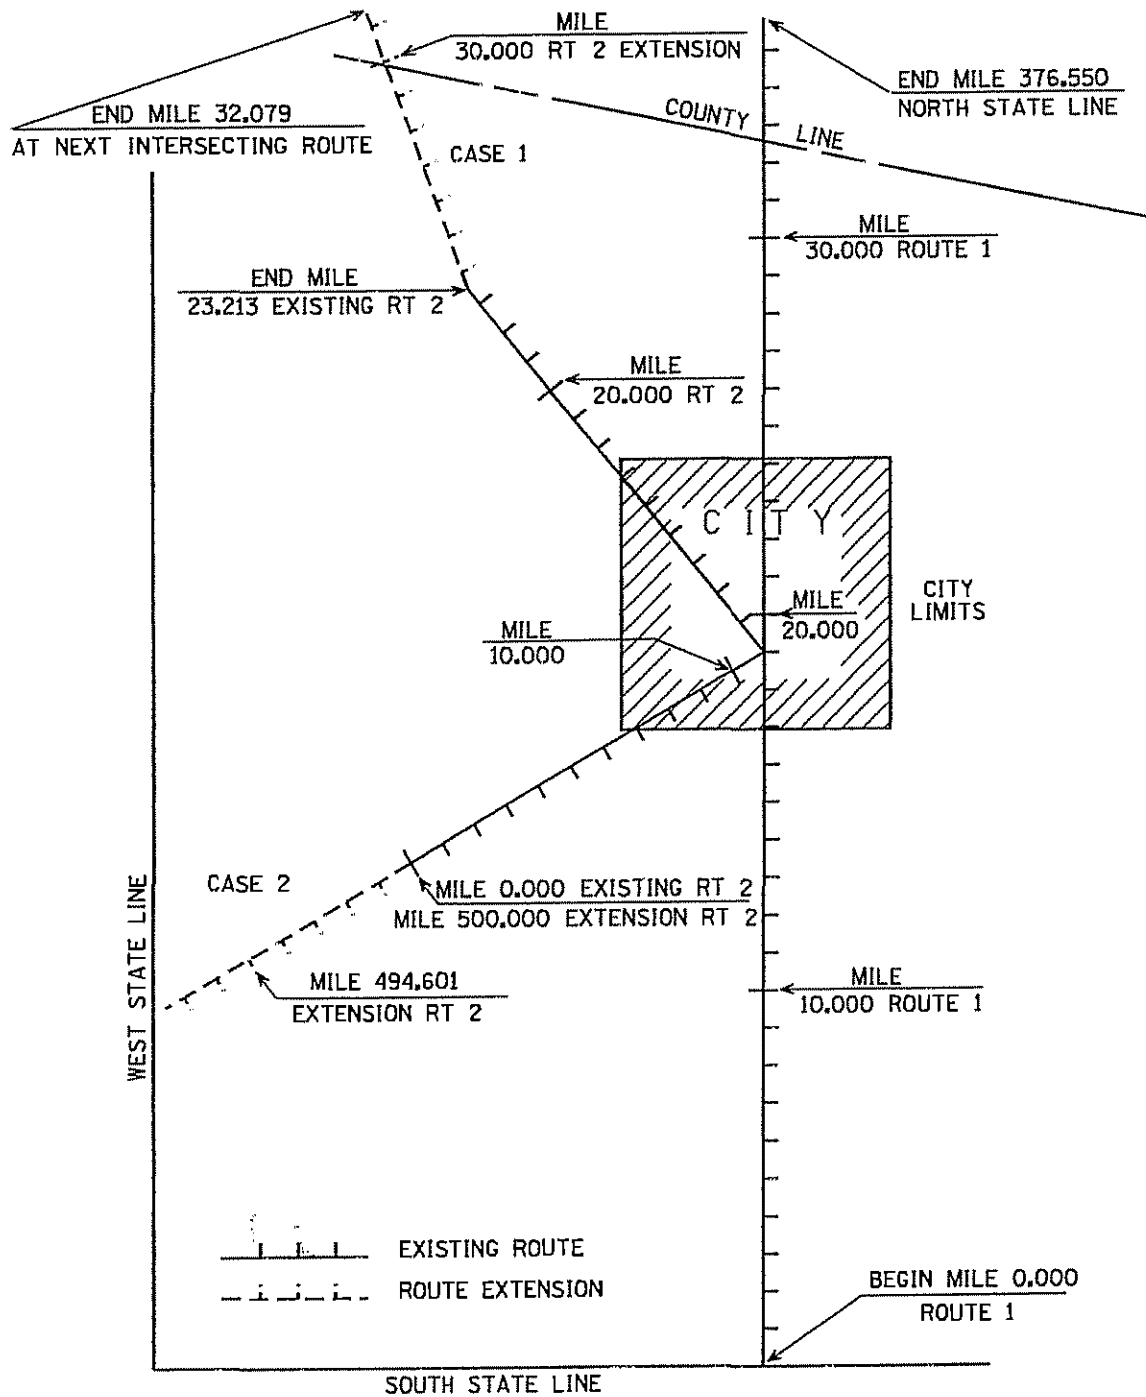 MILE
30.000 RT 2 EXTENSION
END MILE 376.550
NORTH STATE LINE
END MILE 32.079
AT NEXT INTERSECTING ROUTE
COUNTY LINE
CASE 1
MILE
30.000 ROUTE 1
END MILE
23.213 EXISTING RT 2
MILE
20.000 RT 2
CITY
CITY
LIMITS
MILE
20.000
MILE
10.000
CASE 2
MILE 0.000 EXISTING RT 2
MILE 500.000 EXTENSION RT 2
WEST STATE LINE
MILE 494.601
EXTENSION RT 2
MILE
10.000 ROUTE 1
EXISTING ROUTE
ROUTE EXTENSION
BEGIN MILE 0.000
ROUTE 1
SOUTH STATE LINE